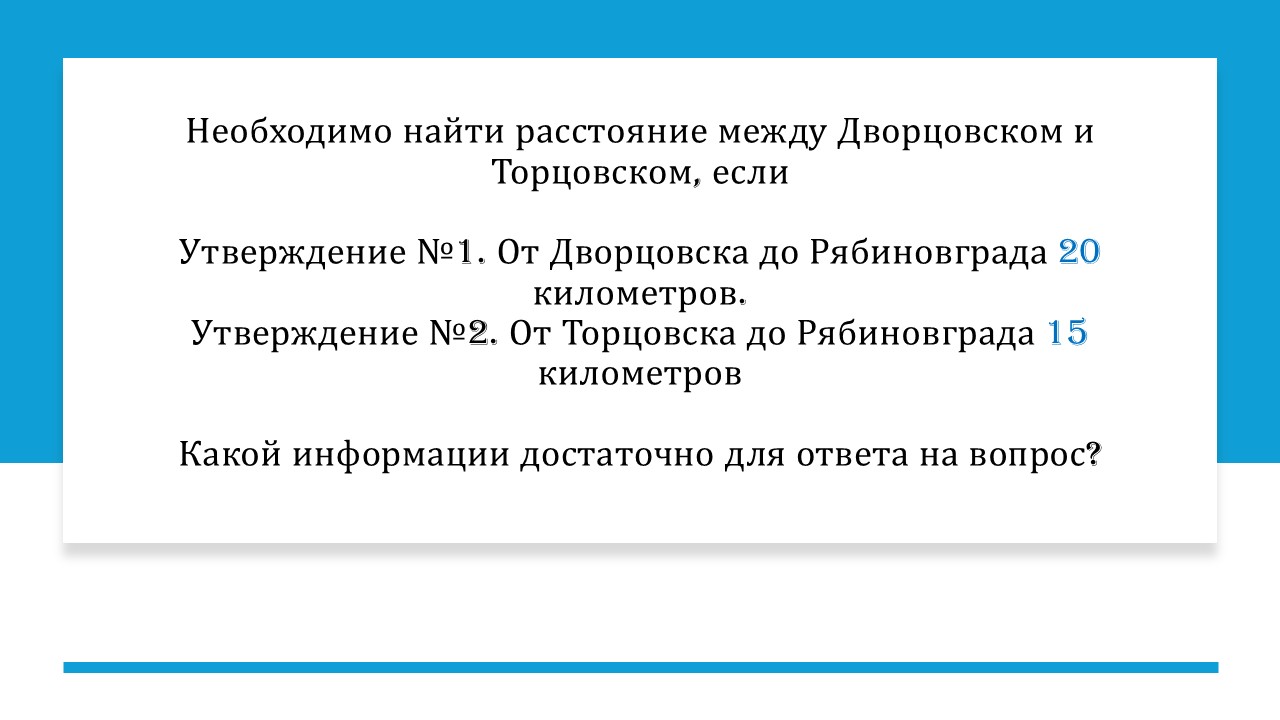 Необходимо найти расстояние между Дворцовском и
Торцовском, если
Утверждение №1. От Дворцовска до Рябиновграда 20
километров.
Утверждение №2. От Торцовска до Рябиновграда 15
километров
Какой информации достаточно для ответа на вопрос?